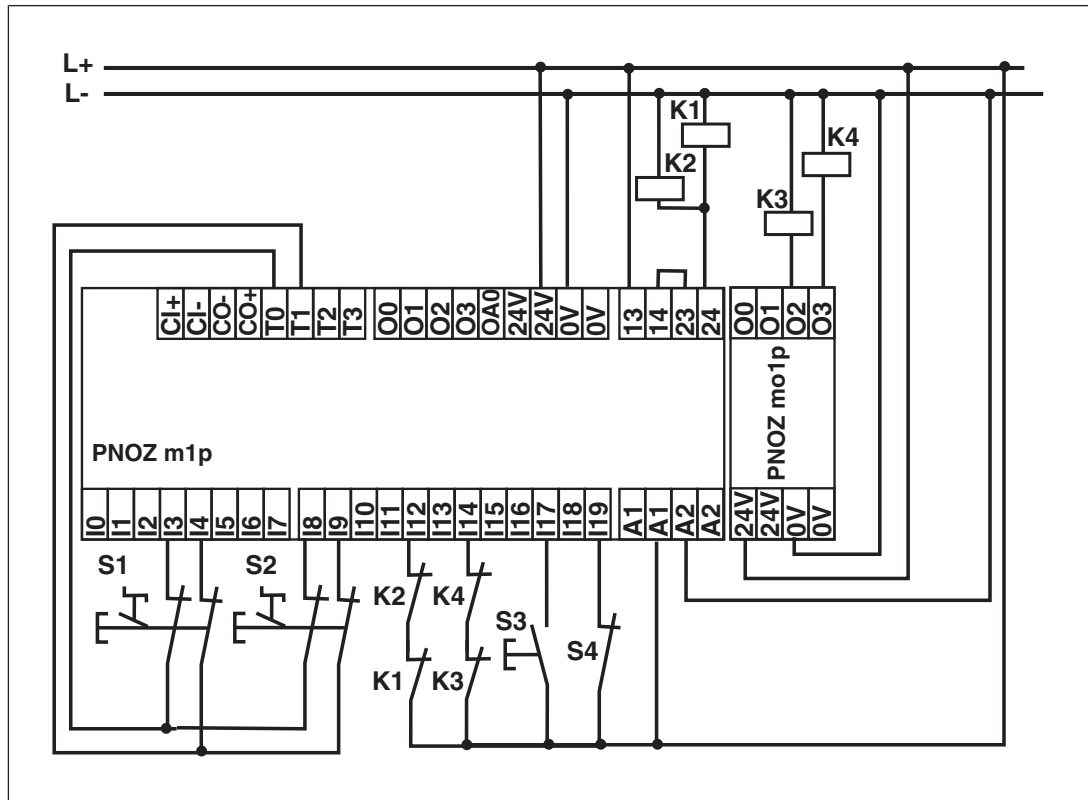 L+
L-
K1
K2
K4
K3
CI+ CI- CO- CO+ T0 T1 T2 T3 O0 O1 O2 O3 OA0 24V 24V 0V 0V 13 14 23 24 O0 O1 O2 O3
PNOZ m1p
PNOZ mo1p
I0 I1 I2 I3 I4 I5 I6 I7 I8 I9 I10 I11 I12 I13 I14 I15 I16 I17 I18 I19 A1 A1 A2 A2 24V 24V 0V 0V
S1 S2
K2 K4
S3
S4
K1 K3